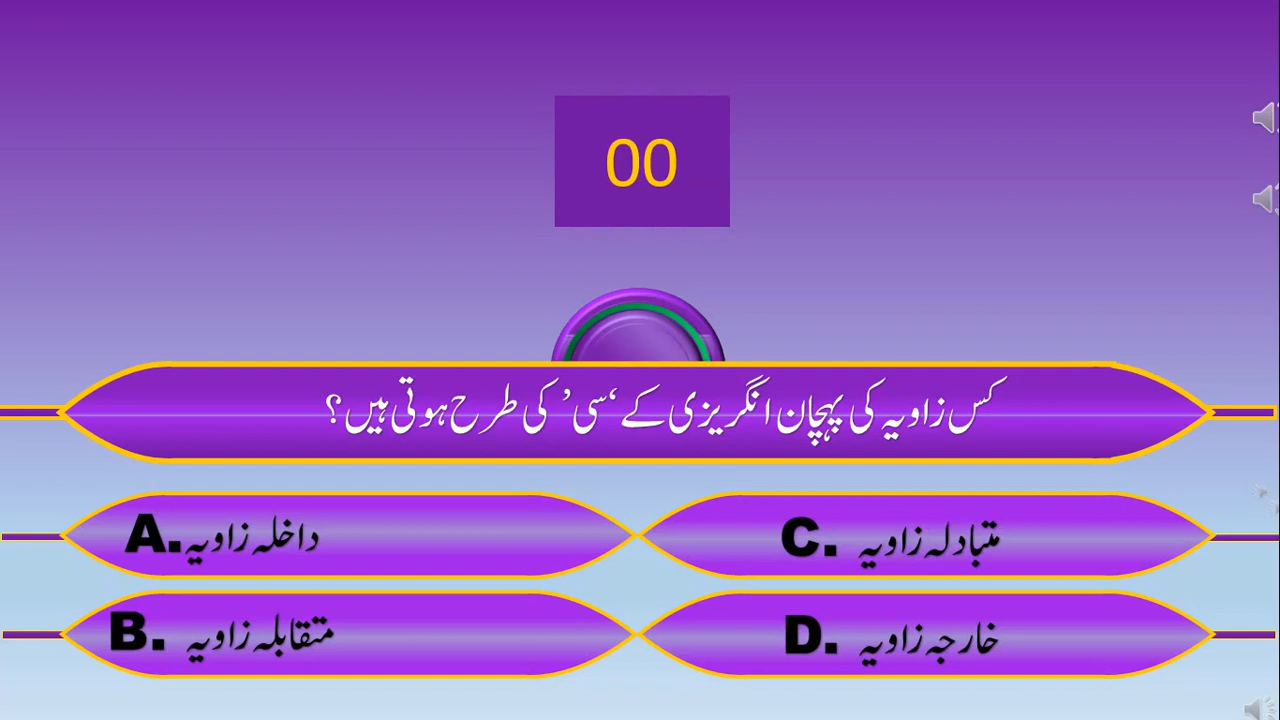 00
کس زاویہ کی پہچان انگریزی کے ‘سی’ کی طرح ہوتی ہیں؟
A. داخلہ زاویہ
C. متبادلہ زاویہ
B. متقابلہ زاویہ
D. خارجہ زاویہ